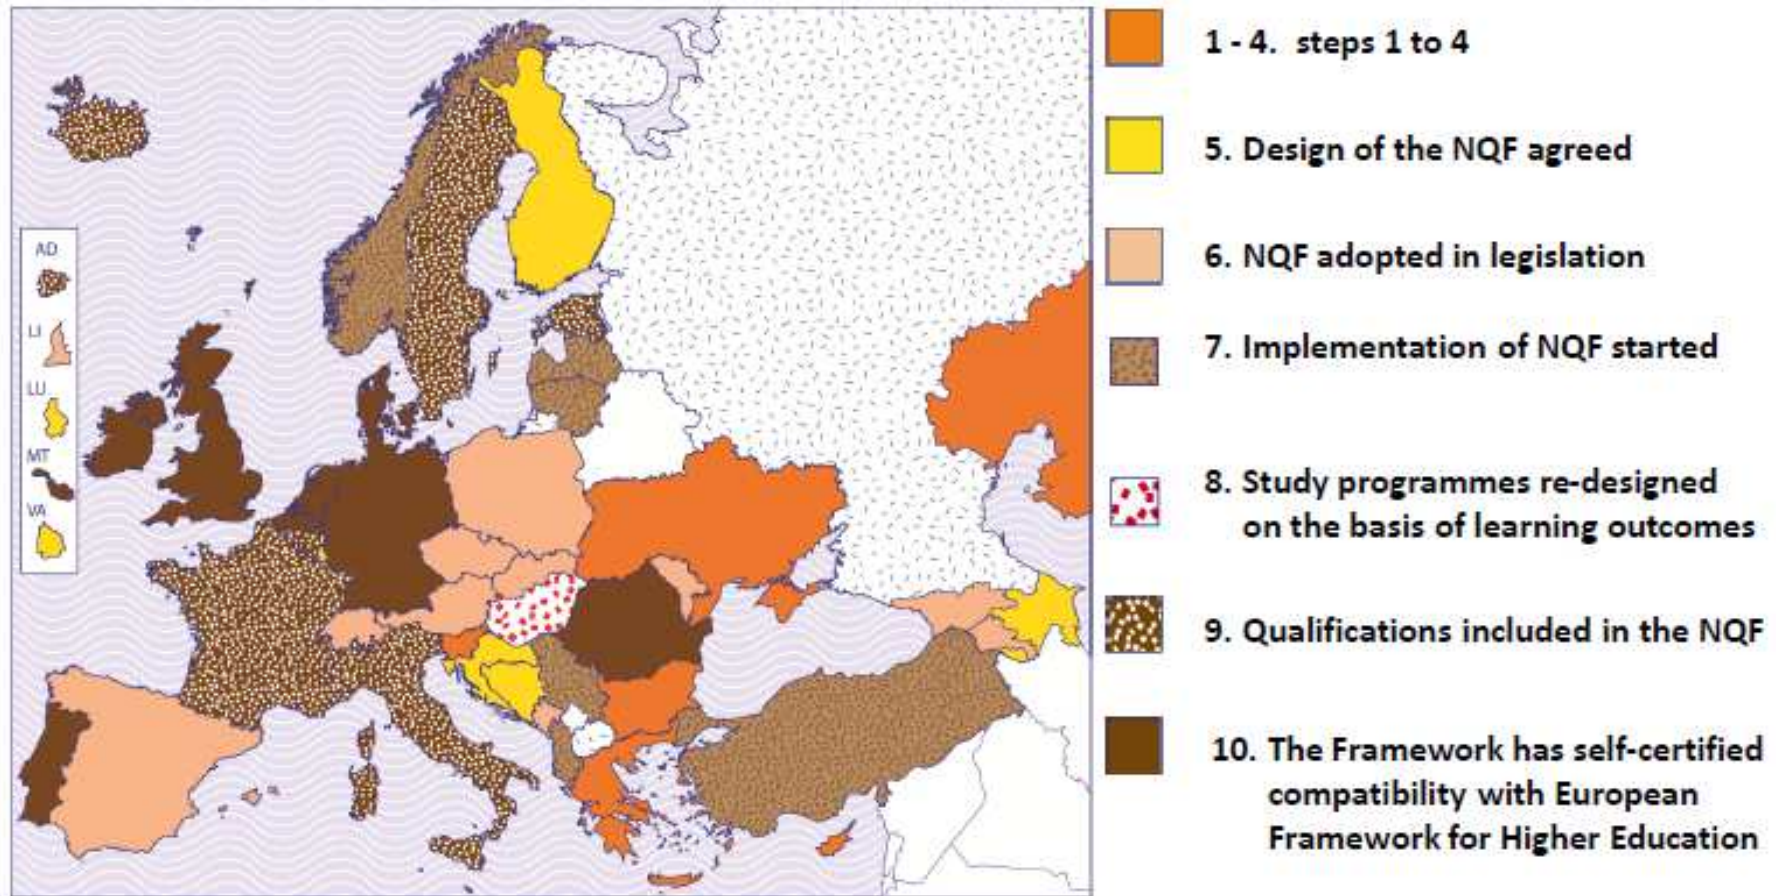 AD
LI
LU
MT
VA
1 - 4. steps 1 to 4
5. Design of the NQF agreed
6. NQF adopted in legislation
7. Implementation of NQF started
8. Study programmes re-designed
on the basis of learning outcomes
9. Qualifications included in the NQF
10. The Framework has self-certified
compatibility with European
Framework for Higher Education